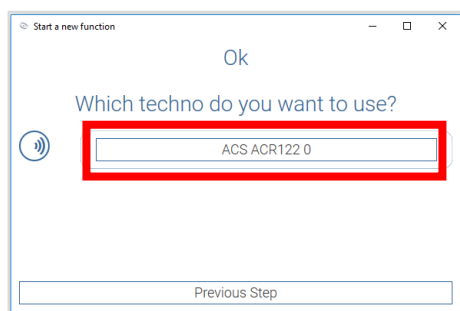 Start a new function
Ok
Which techno do you want to use?
ACS ACR122 0
Previous Step